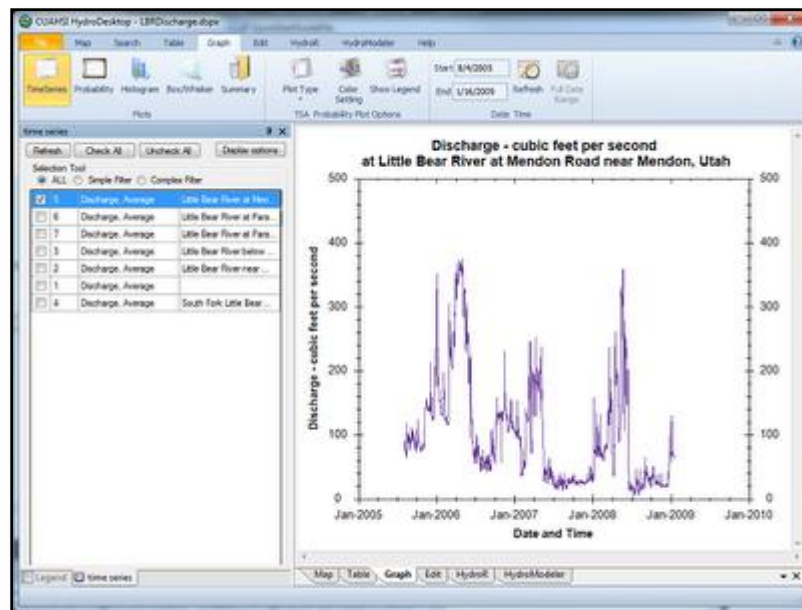 CUAHSI HydroDesktop - LBRDischarge.dspx
Map Search Table Graph Edit HydroR HydroModeler Help
TimeSeries Probability Histogram Box/Whisker Summary
Plot Type Color Setting Show Legend
Start 8/4/2005
End 1/16/2009
Refresh Full Date Range
Plots
TSA Probability Plot Options
Date Time
time series
Refresh Check All Uncheck All Display options
Selection Tool
ALL Simple Filter Complex Filter
5 Discharge, Average Little Bear River at Men...
6 Discharge, Average Little Bear River at Para...
7 Discharge, Average Little Bear River at Para...
3 Discharge, Average Little Bear River below ...
2 Discharge, Average Little Bear River near ...
1 Discharge, Average
4 Discharge, Average South Fork Little Bear ...
Legend time series
Discharge - cubic feet per second
at Little Bear River at Mendon Road near Mendon, Utah
Discharge - cubic feet per second
500 500
400 400
300 300
200 200
100 100
0 0
Jan-2005 Jan-2006 Jan-2007 Jan-2008 Jan-2009 Jan-2010
Date and Time
Map Table Graph Edit HydroR HydroModeler